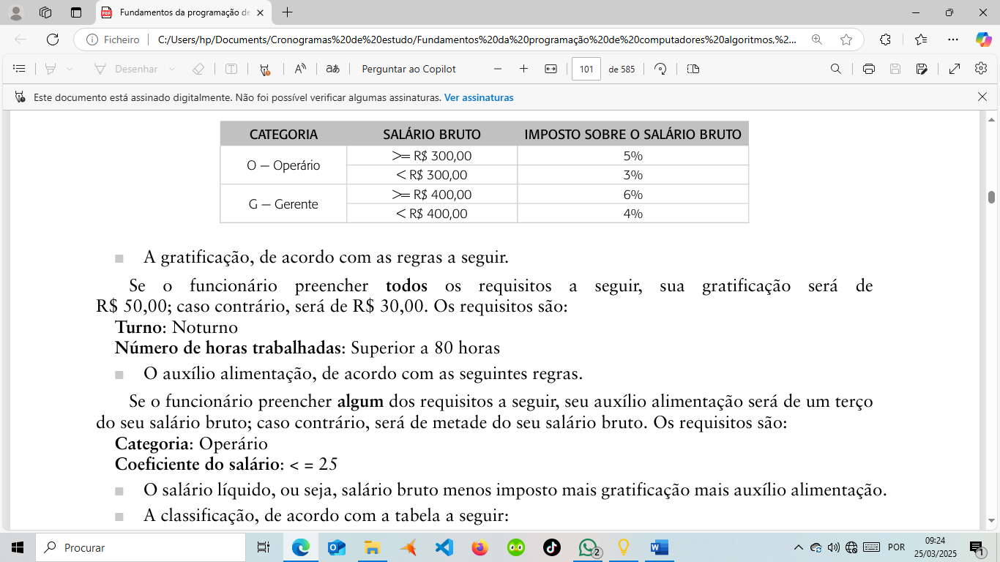 Fundamentos da programação de
Ficheiro
C:/Users/hp/Documents/Cronogramas%20de%20estudo/Fundamentos%20da%20programação%20de%20computadores%20algoritmos,%2...
Desenhar
aあ
Perguntar ao Copilot
101
de 585
Este documento está assinado digitalmente. Não foi possível verificar algumas assinaturas. Ver assinaturas
CATEGORIA SALÁRIO BRUTO IMPOSTO SOBRE O SALÁRIO BRUTO
O – Operário
>= R$ 300,00 5%
< R$ 300,00 3%
G – Gerente
>= R$ 400,00 6%
< R$ 400,00 4%
A gratificação, de acordo com as regras a seguir.
Se o funcionário preencher todos os requisitos a seguir, sua gratificação será de
R$ 50,00; caso contrário, será de R$ 30,00. Os requisitos são:
Turno: Noturno
Número de horas trabalhadas: Superior a 80 horas
O auxílio alimentação, de acordo com as seguintes regras.
Se o funcionário preencher algum dos requisitos a seguir, seu auxílio alimentação será de um terço
do seu salário bruto; caso contrário, será de metade do seu salário bruto. Os requisitos são:
Categoria: Operário
Coeficiente do salário: < = 25
O salário líquido, ou seja, salário bruto menos imposto mais gratificação mais auxílio alimentação.
A classificação, de acordo com a tabela a seguir:
Procurar
2
POR
09:24
25/03/2025
1